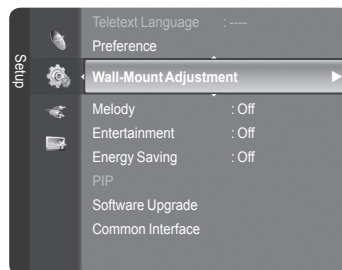 Setup
Teletext Language : ----
Preference
Wall-Mount Adjustment
Melody : Off
Entertainment : Off
Energy Saving : Off
PIP
Software Upgrade
Common Interface